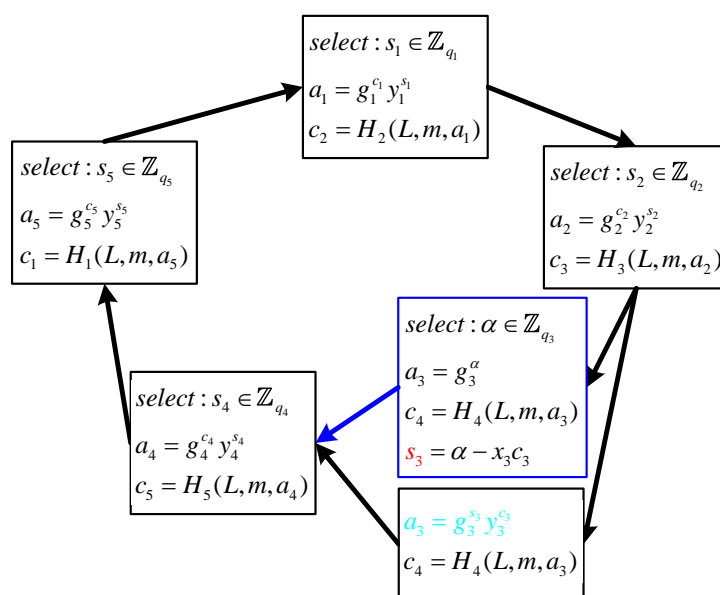 select : s₁ ∈ ℤ_{q₁}
a₁ = g₁^{c₁} y₁^{s₁}
c₂ = H₂(L, m, a₁)
select : s₅ ∈ ℤ_{q₅}
a₅ = g₅^{c₅} y₅^{s₅}
c₁ = H₁(L, m, a₅)
select : s₂ ∈ ℤ_{q₂}
a₂ = g₂^{c₂} y₂^{s₂}
c₃ = H₃(L, m, a₂)
select : α ∈ ℤ_{q₃}
a₃ = g₃^{α}
c₄ = H₄(L, m, a₃)
s₃ = α − x₃c₃
select : s₄ ∈ ℤ_{q₄}
a₄ = g₄^{c₄} y₄^{s₄}
c₅ = H₅(L, m, a₄)
a₃ = g₃^{s₃} y₃^{c₃}
c₄ = H₄(L, m, a₃)